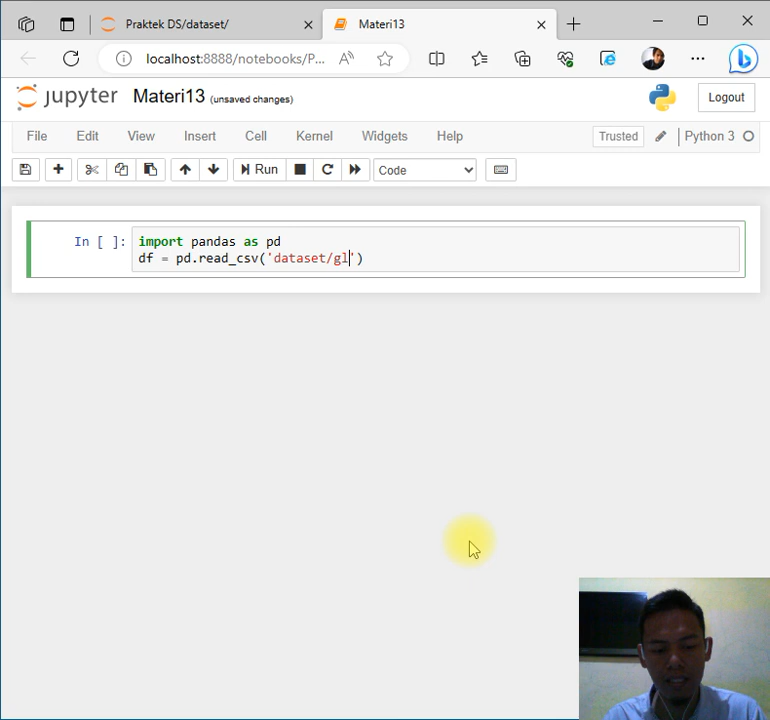 Praktek DS/dataset/
Materi13
localhost:8888/notebooks/P...
jupyter Materi13 (unsaved changes)
Logout
File Edit View Insert Cell Kernel Widgets Help
Trusted Python 3
Run Code
In [ ]: import pandas as pd
df = pd.read_csv('dataset/gl')